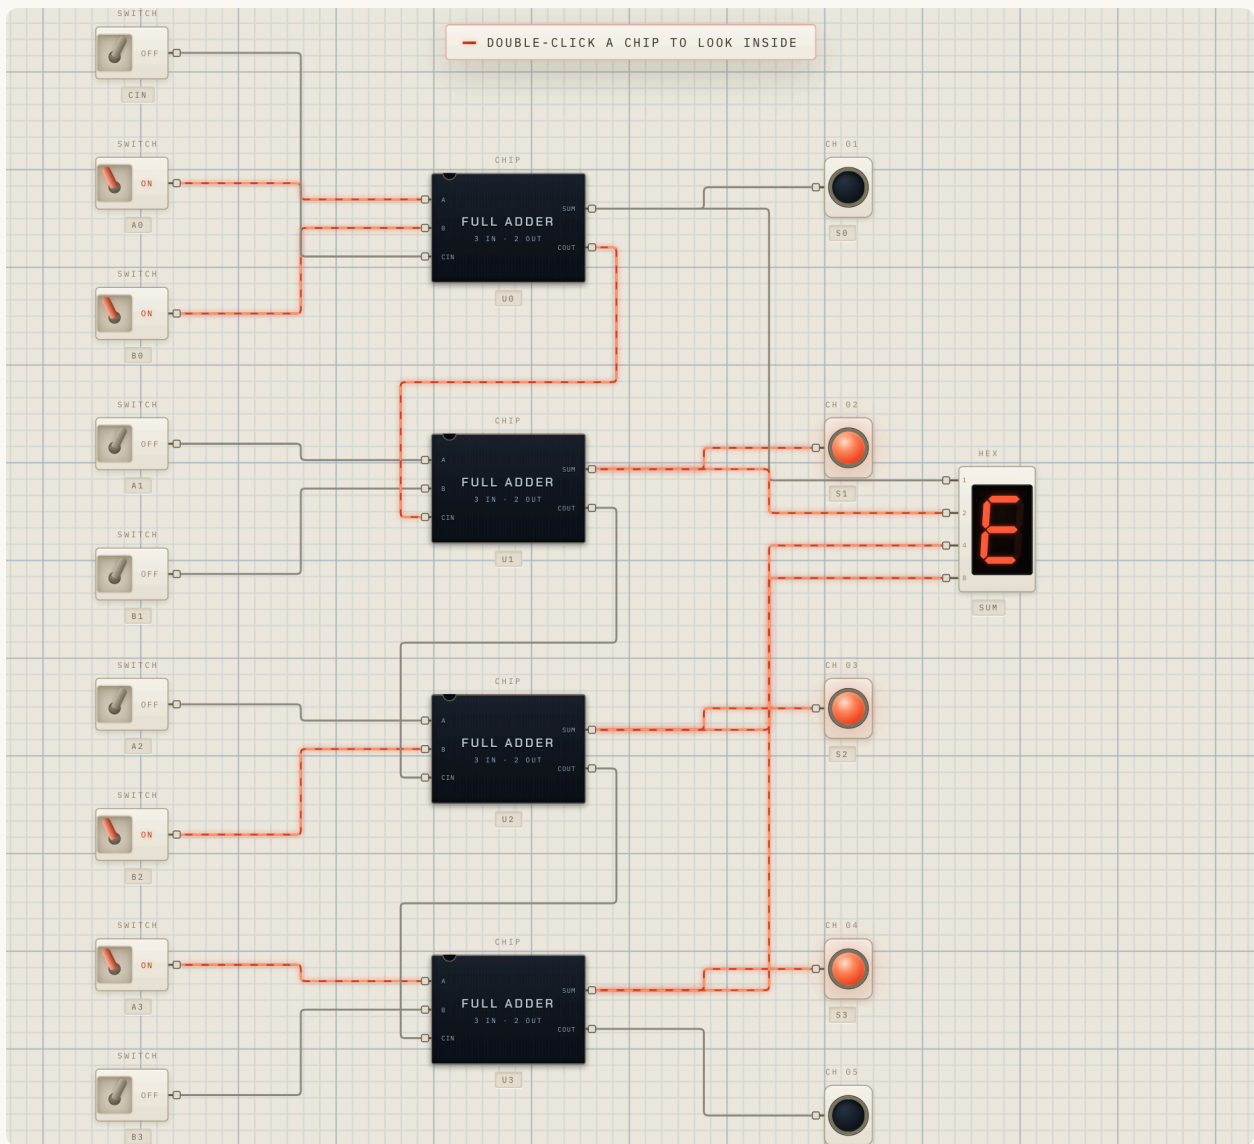 SWITCH
OFF
CIN
DOUBLE-CLICK A CHIP TO LOOK INSIDE
SWITCH
ON
A0
SWITCH
ON
B0
CHIP
A
B
CIN
FULL ADDER
3 IN · 2 OUT
SUM
COUT
U0
CH 01
S0
SWITCH
OFF
A1
SWITCH
OFF
B1
CHIP
A
B
CIN
FULL ADDER
3 IN · 2 OUT
SUM
COUT
U1
CH 02
S1
HEX
1
2
4
8
E
SUM
SWITCH
OFF
A2
SWITCH
ON
B2
CHIP
A
B
CIN
FULL ADDER
3 IN · 2 OUT
SUM
COUT
U2
CH 03
S2
SWITCH
ON
A3
SWITCH
OFF
B3
CHIP
A
B
CIN
FULL ADDER
3 IN · 2 OUT
SUM
COUT
U3
CH 04
S3
CH 05